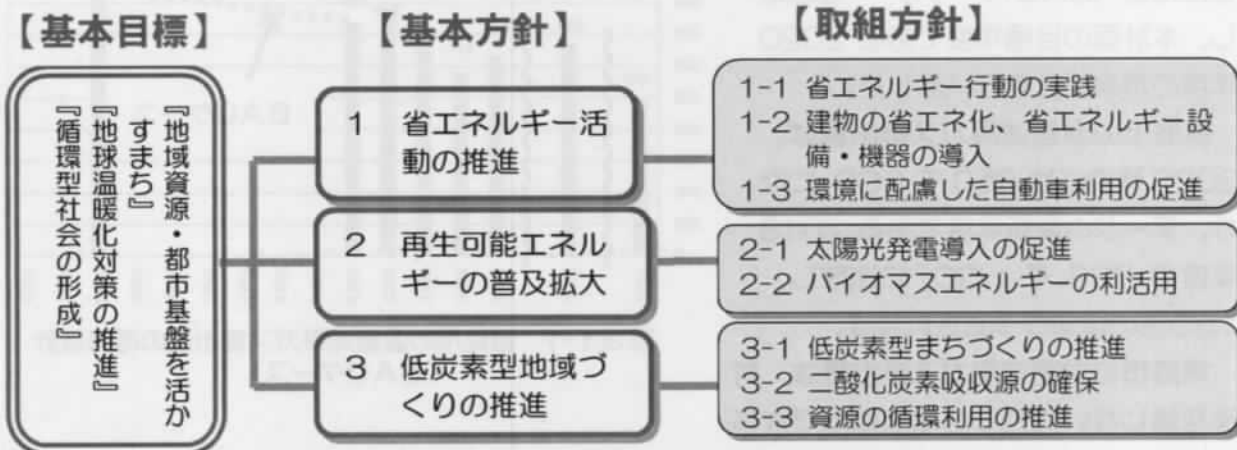 【基本目標】
『地域資源・都市基盤を活か
すまち』
『地球温暖化対策の推進』
『循環型社会の形成』
【基本方針】
1 省エネルギー活
動の推進
2 再生可能エネル
ギーの普及拡大
3 低炭素型地域づ
くりの推進
【取組方針】
1-1 省エネルギー行動の実践
1-2 建物の省エネ化、省エネルギー設
備・機器の導入
1-3 環境に配慮した自動車利用の促進
2-1 太陽光発電導入の促進
2-2 バイオマスエネルギーの利活用
3-1 低炭素型まちづくりの推進
3-2 二酸化炭素吸収源の確保
3-3 資源の循環利用の推進